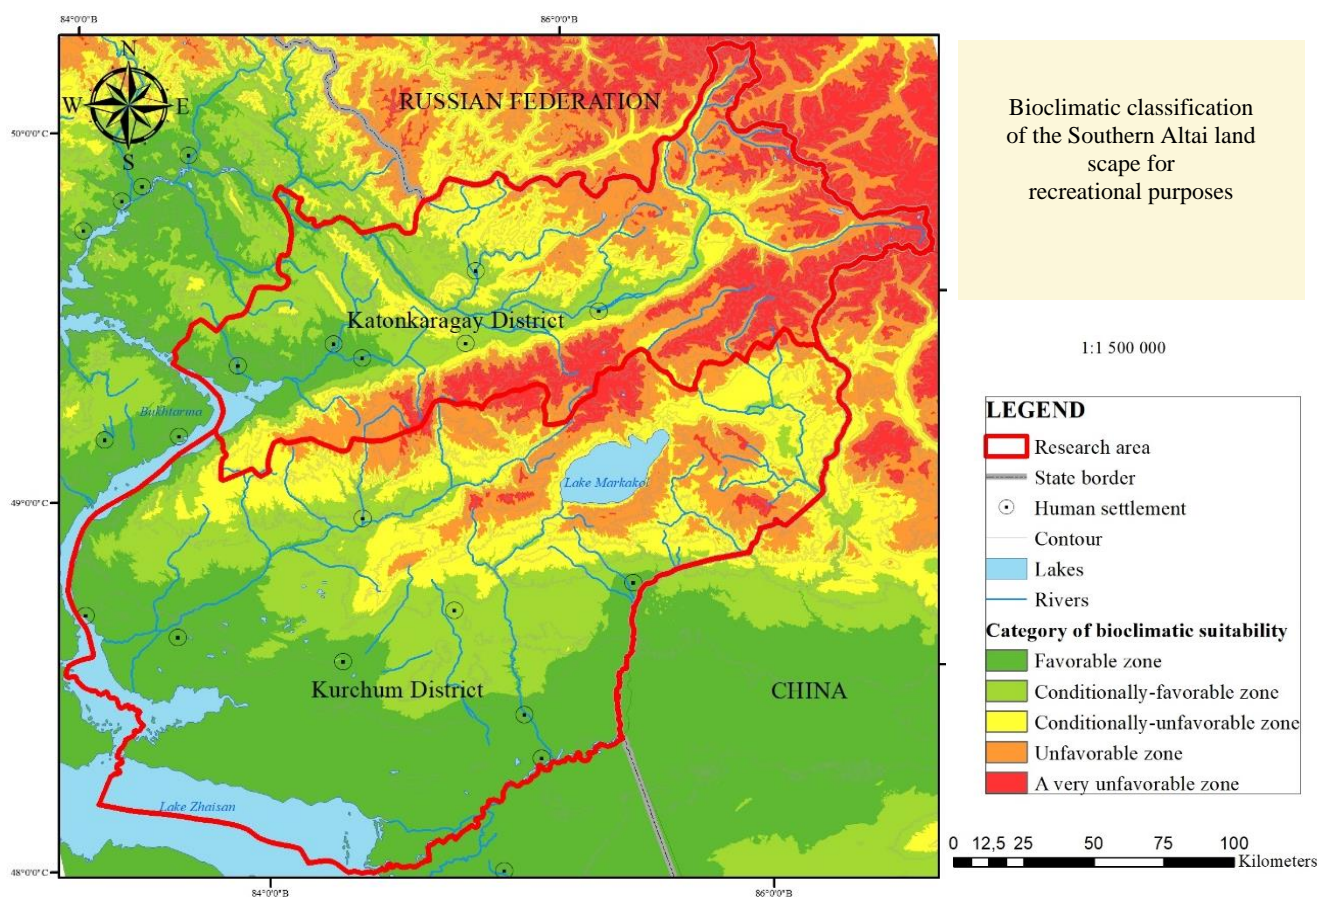 84°0'0"B
86°0'0"B
N
W
E
S
RUSSIAN FEDERATION
50°0'0"C
Katonkaragay District
Bukhtarma
Lake Markakol
49°0'0"C
Kurchum District
CHINA
Lake Zhaisan
48°0'0"C
84°0'0"B
86°0'0"B
Bioclimatic classification
of the Southern Altai land
scape for
recreational purposes
1:1 500 000
LEGEND
Research area
State border
Human settlement
Contour
Lakes
Rivers
Category of bioclimatic suitability
Favorable zone
Conditionally-favorable zone
Conditionally-unfavorable zone
Unfavorable zone
A very unfavorable zone
0 12,5 25 50 75 100
Kilometers